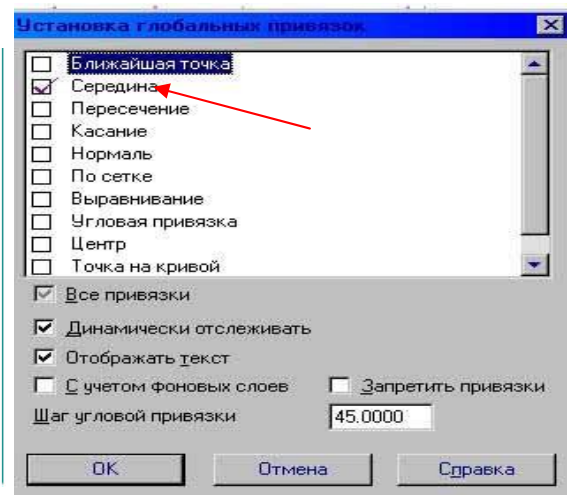 Установка глобальных привязок
Ближайшая точка
Середина
Пересечение
Касание
Нормаль
По сетке
Выравнивание
Угловая привязка
Центр
Точка на кривой
Все привязки
Динамически отслеживать
Отображать текст
С учетом фоновых слоев Запретить привязки
Шаг угловой привязки 45.0000
OK Отмена Справка